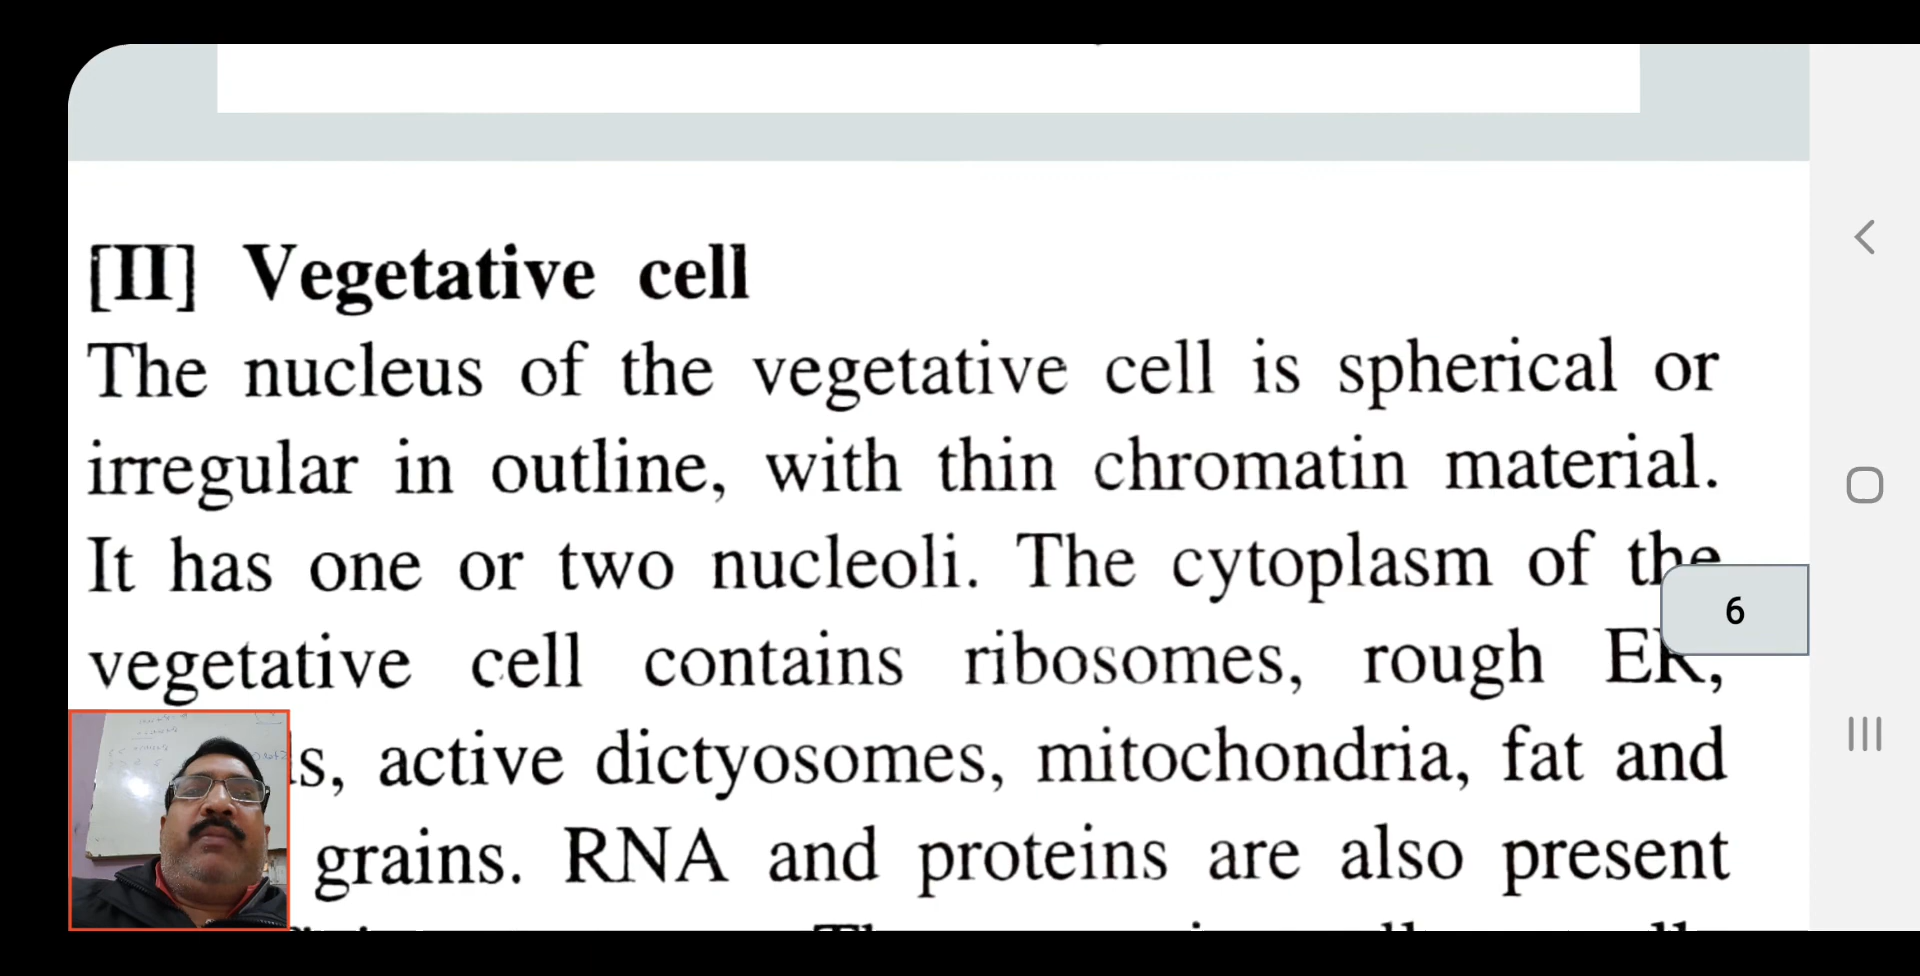 [II] Vegetative cell
The nucleus of the vegetative cell is spherical or
irregular in outline, with thin chromatin material.
It has one or two nucleoli. The cytoplasm of the
vegetative cell contains ribosomes, rough ER,
active dictyosomes, mitochondria, fat and
grains. RNA and proteins are also present
6